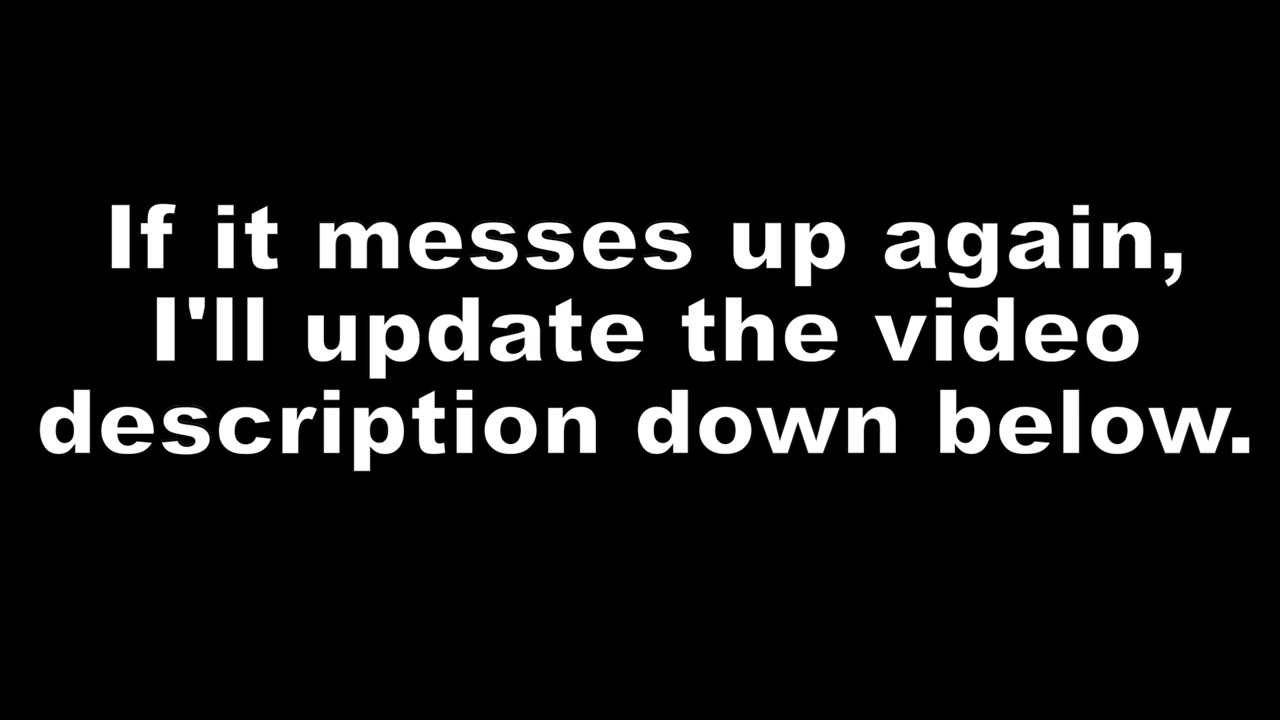 If it messes up again,
I'll update the video
description down below.